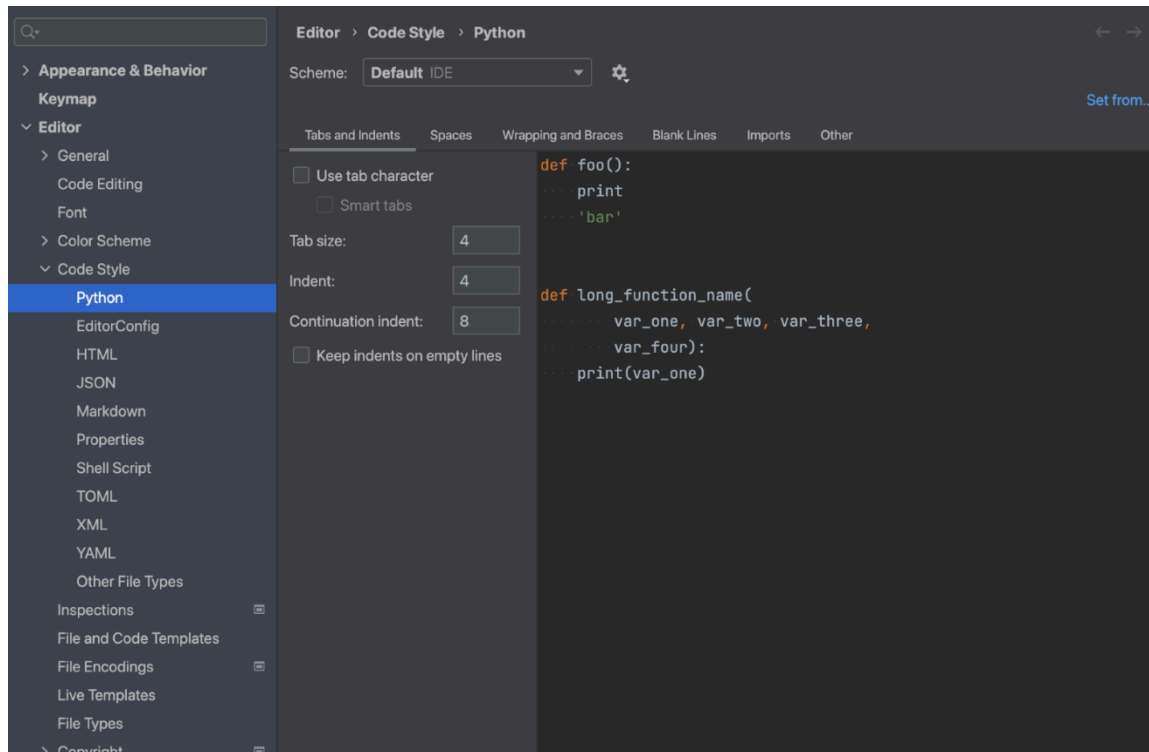 Editor > Code Style > Python
Scheme: Default IDE
Set from..
Appearance & Behavior
Keymap
Editor
General
Code Editing
Font
Color Scheme
Code Style
Python
EditorConfig
HTML
JSON
Markdown
Properties
Shell Script
TOML
XML
YAML
Other File Types
Inspections
File and Code Templates
File Encodings
Live Templates
File Types
Copyright
Tabs and Indents Spaces Wrapping and Braces Blank Lines Imports Other
Use tab character
Smart tabs
Tab size: 4
Indent: 4
Continuation indent: 8
Keep indents on empty lines
def foo():
    print
    'bar'
def long_function_name(
        var_one, var_two, var_three,
        var_four):
    print(var_one)